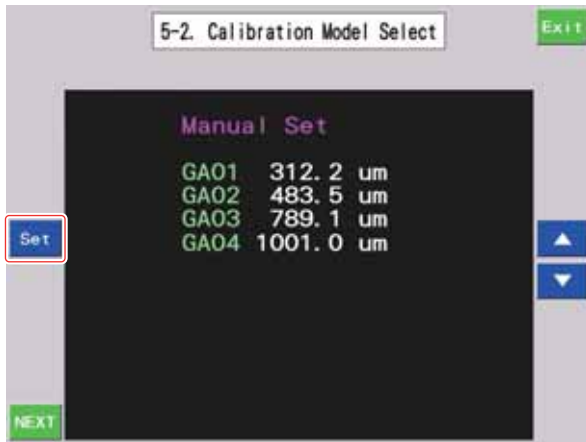 5-2. Calibration Model Select
Exit
Manual Set
GA01 312.2 um
GA02 483.5 um
GA03 789.1 um
GA04 1001.0 um
Set
NEXT